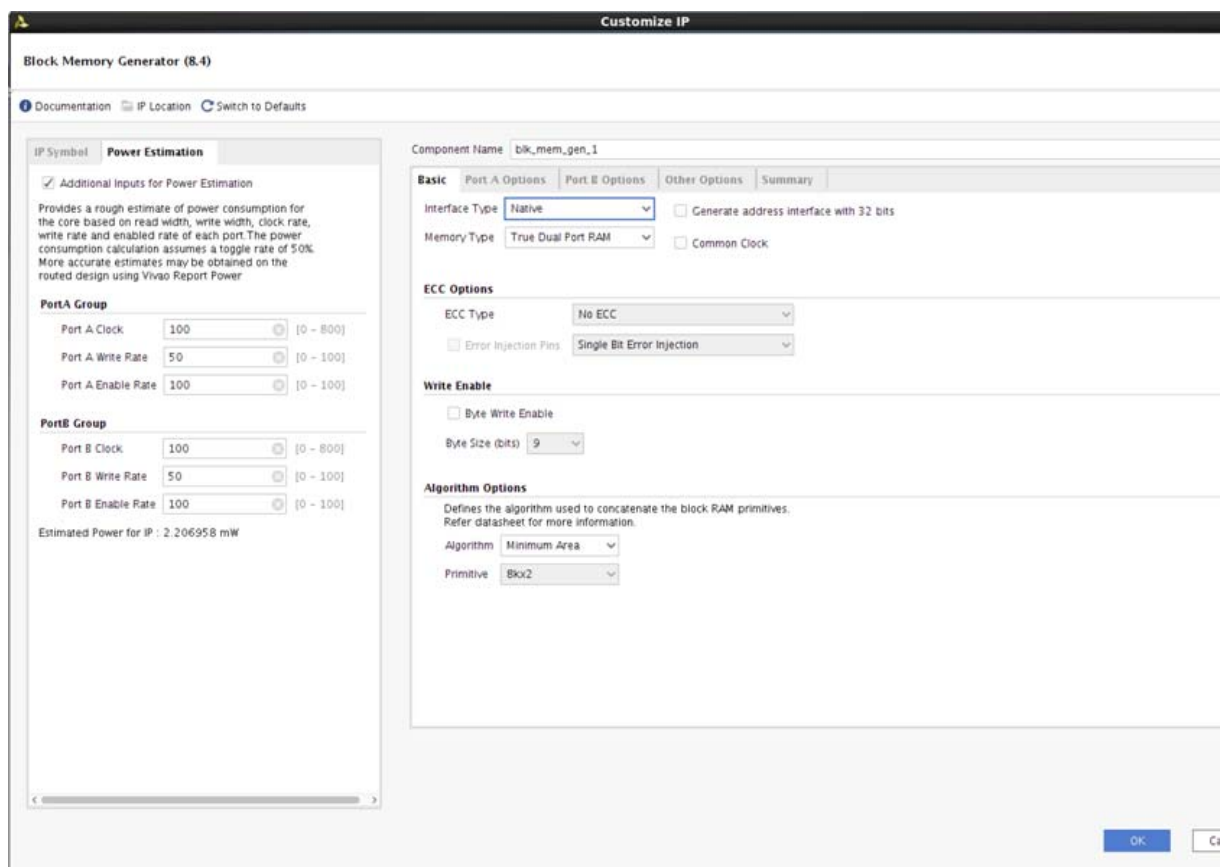 Customize IP
Block Memory Generator (8.4)
Documentation IP Location Switch to Defaults
IP Symbol Power Estimation
Additional Inputs for Power Estimation
Provides a rough estimate of power consumption for
the core based on read width, write width, clock rate,
write rate and enabled rate of each port.The power
consumption calculation assumes a toggle rate of 50%.
More accurate estimates may be obtained on the
routed design using Vivao Report Power
PortA Group
Port A Clock 100 [0 - 800]
Port A Write Rate 50 [0 - 100]
Port A Enable Rate 100 [0 - 100]
PortB Group
Port B Clock 100 [0 - 800]
Port B Write Rate 50 [0 - 100]
Port B Enable Rate 100 [0 - 100]
Estimated Power for IP : 2.206958 mW
Component Name blk_mem_gen_1
Basic Port A Options Port B Options Other Options Summary
Interface Type Native Generate address interface with 32 bits
Memory Type True Dual Port RAM Common Clock
ECC Options
ECC Type No ECC
Error Injection Pins Single Bit Error Injection
Write Enable
Byte Write Enable
Byte Size (bits) 9
Algorithm Options
Defines the algorithm used to concatenate the block RAM primitives.
Refer datasheet for more information.
Algorithm Minimum Area
Primitive 8kx2
OK Ca